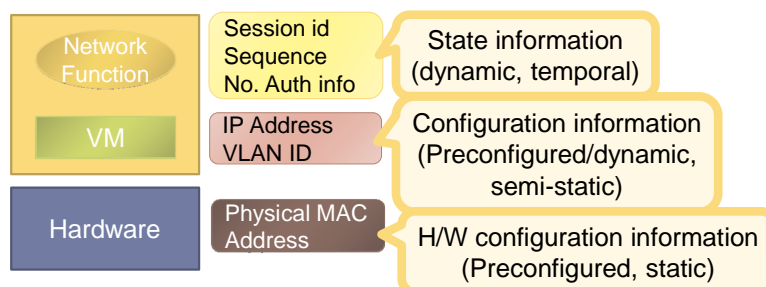 Network
Function
VM
Hardware
Session id
Sequence
No. Auth info
IP Address
VLAN ID
Physical MAC
Address
State information
(dynamic, temporal)
Configuration information
(Preconfigured/dynamic,
semi-static)
H/W configuration information
(Preconfigured, static)